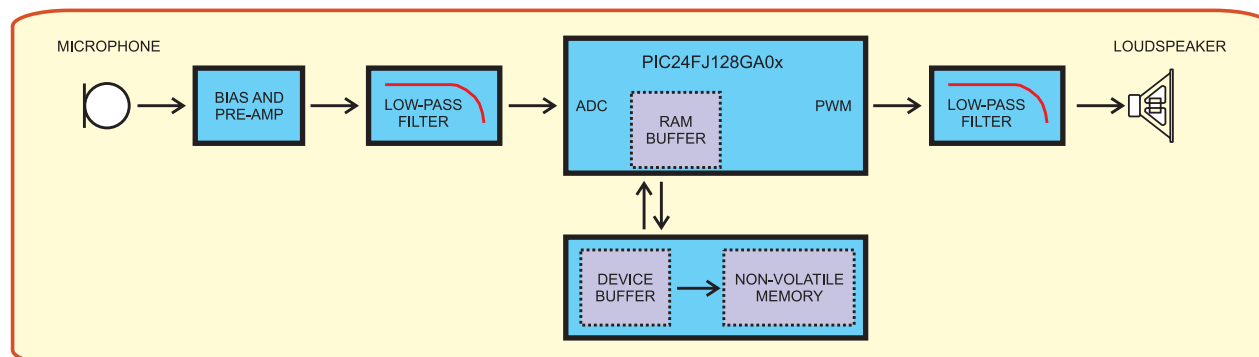 MICROPHONE
BIAS AND
PRE-AMP
LOW-PASS
FILTER
PIC24FJ128GA0x
ADC
RAM
BUFFER
PWM
LOW-PASS
FILTER
LOUDSPEAKER
DEVICE
BUFFER
NON-VOLATILE
MEMORY